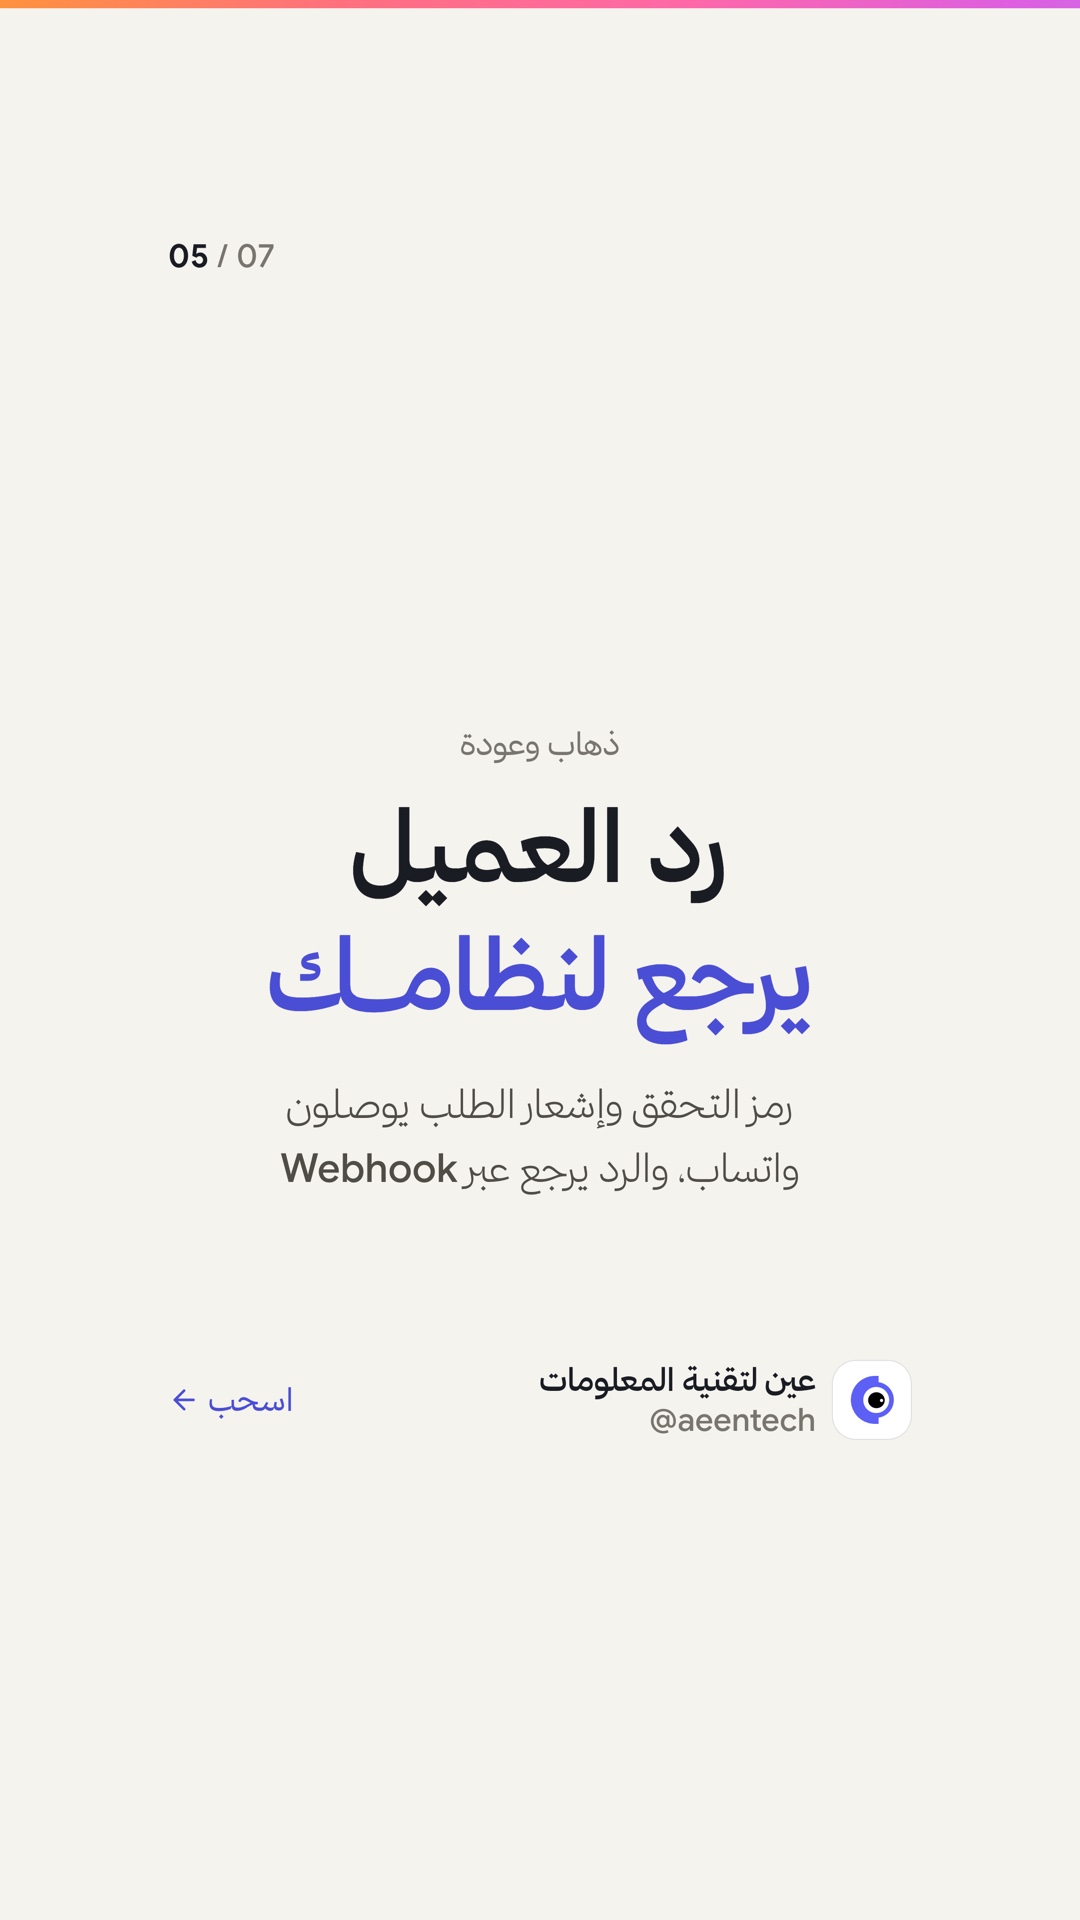 05 / 07
ذهاب وعودة
رد العميل
يرجع لنظامـك
رمز التحقق وإشعار الطلب يوصلون
واتساب، والرد يرجع عبر Webhook
عين لتقنية المعلومات
@aeentech
اسحب ←